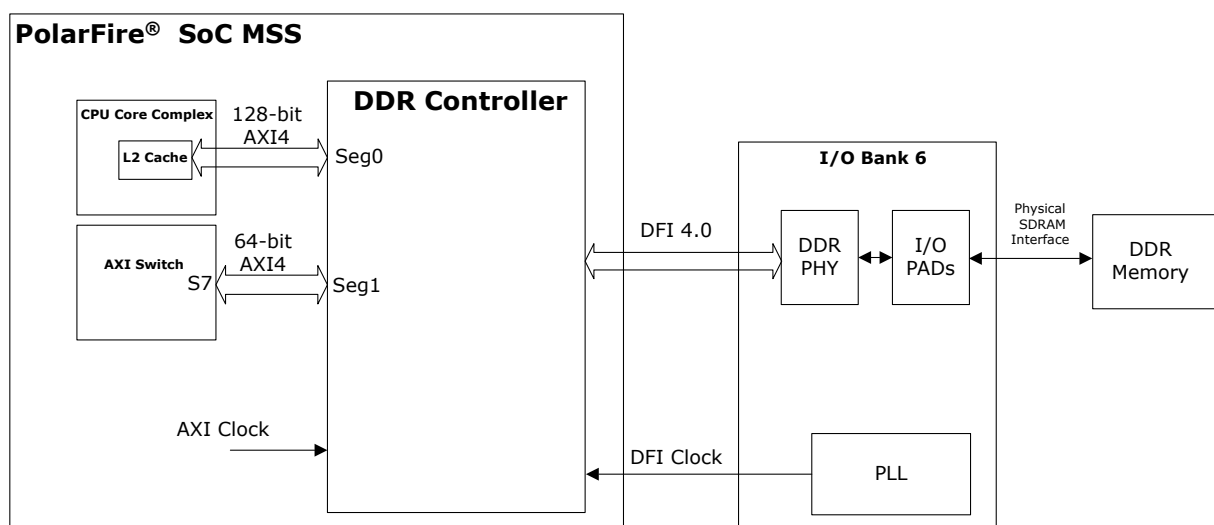 PolarFire® SoC MSS
DDR Controller
CPU Core Complex
128-bit
AXI4
L2 Cache
Seg0
I/O Bank 6
Physical
SDRAM
Interface
64-bit
AXI4
AXI Switch
S7
Seg1
DFI 4.0
DDR
PHY
I/O
PADs
DDR
Memory
AXI Clock
DFI Clock
PLL